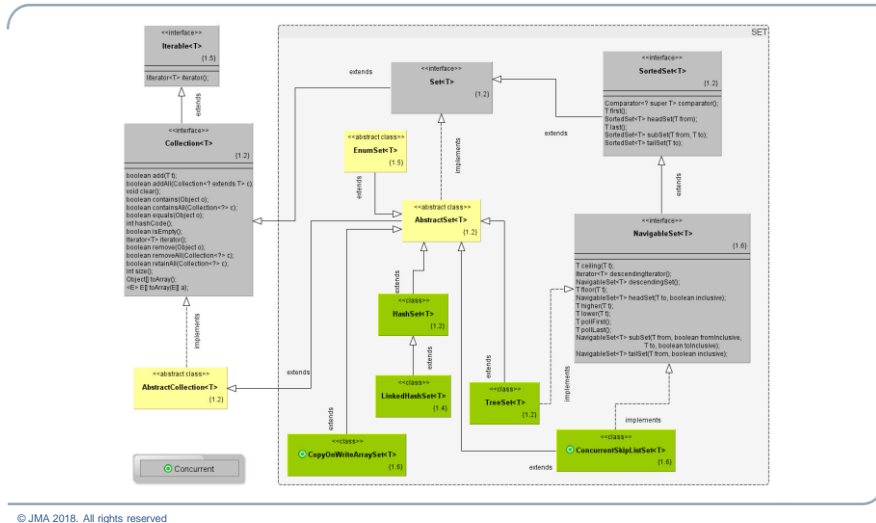 SET
<<interface>>
Iterable<T>
{1.5}
Iterator<T> iterator();
extends
<<interface>>
Collection<T>
{1.2}
boolean add(T t);
boolean addAll(Collection<? extends T> c);
void clear();
boolean contains(Object o);
boolean containsAll(Collection<?> c);
boolean equals(Object o);
int hashCode();
boolean isEmpty();
Iterator<T> iterator();
boolean remove(Object o);
boolean removeAll(Collection<?> c);
boolean retainAll(Collection<?> c);
int size();
Object[] toArray();
<E> E[] toArray(E[] a);
implements
<<abstract class>>
AbstractCollection<T>
{1.2}
extends
<<interface>>
Set<T>
{1.2}
extends
implements
<<abstract class>>
EnumSet<T>
{1.5}
extends
<<abstract class>>
AbstractSet<T>
{1.2}
extends
extends
<<class>>
HashSet<T>
{1.2}
extends
<<class>>
LinkedHashSet<T>
{1.4}
extends
<<class>>
CopyOnWriteArraySet<T>
{1.5}
extends
<<class>>
TreeSet<T>
{1.2}
implements
<<interface>>
SortedSet<T>
{1.2}
Comparator<? super T> comparator();
T first();
SortedSet<T> headSet(T from);
T last();
SortedSet<T> subSet(T from, T to);
SortedSet<T> tailSet(T to);
extends
extends
<<interface>>
NavigableSet<T>
{1.6}
T ceiling(T t);
Iterator<T> descendingIterator();
NavigableSet<T> descendingSet();
T floor(T t);
NavigableSet<T> headSet(T to, boolean inclusive);
T higher(T t);
T lower(T t);
T pollFirst();
T pollLast();
NavigableSet<T> subSet(T from, boolean fromInclusive,
T to, boolean toInclusive);
NavigableSet<T> tailSet(T from, boolean inclusive);
implements
<<class>>
ConcurrentSkipListSet<T>
{1.6}
extends
Concurrent
© JMA 2018. All rights reserved